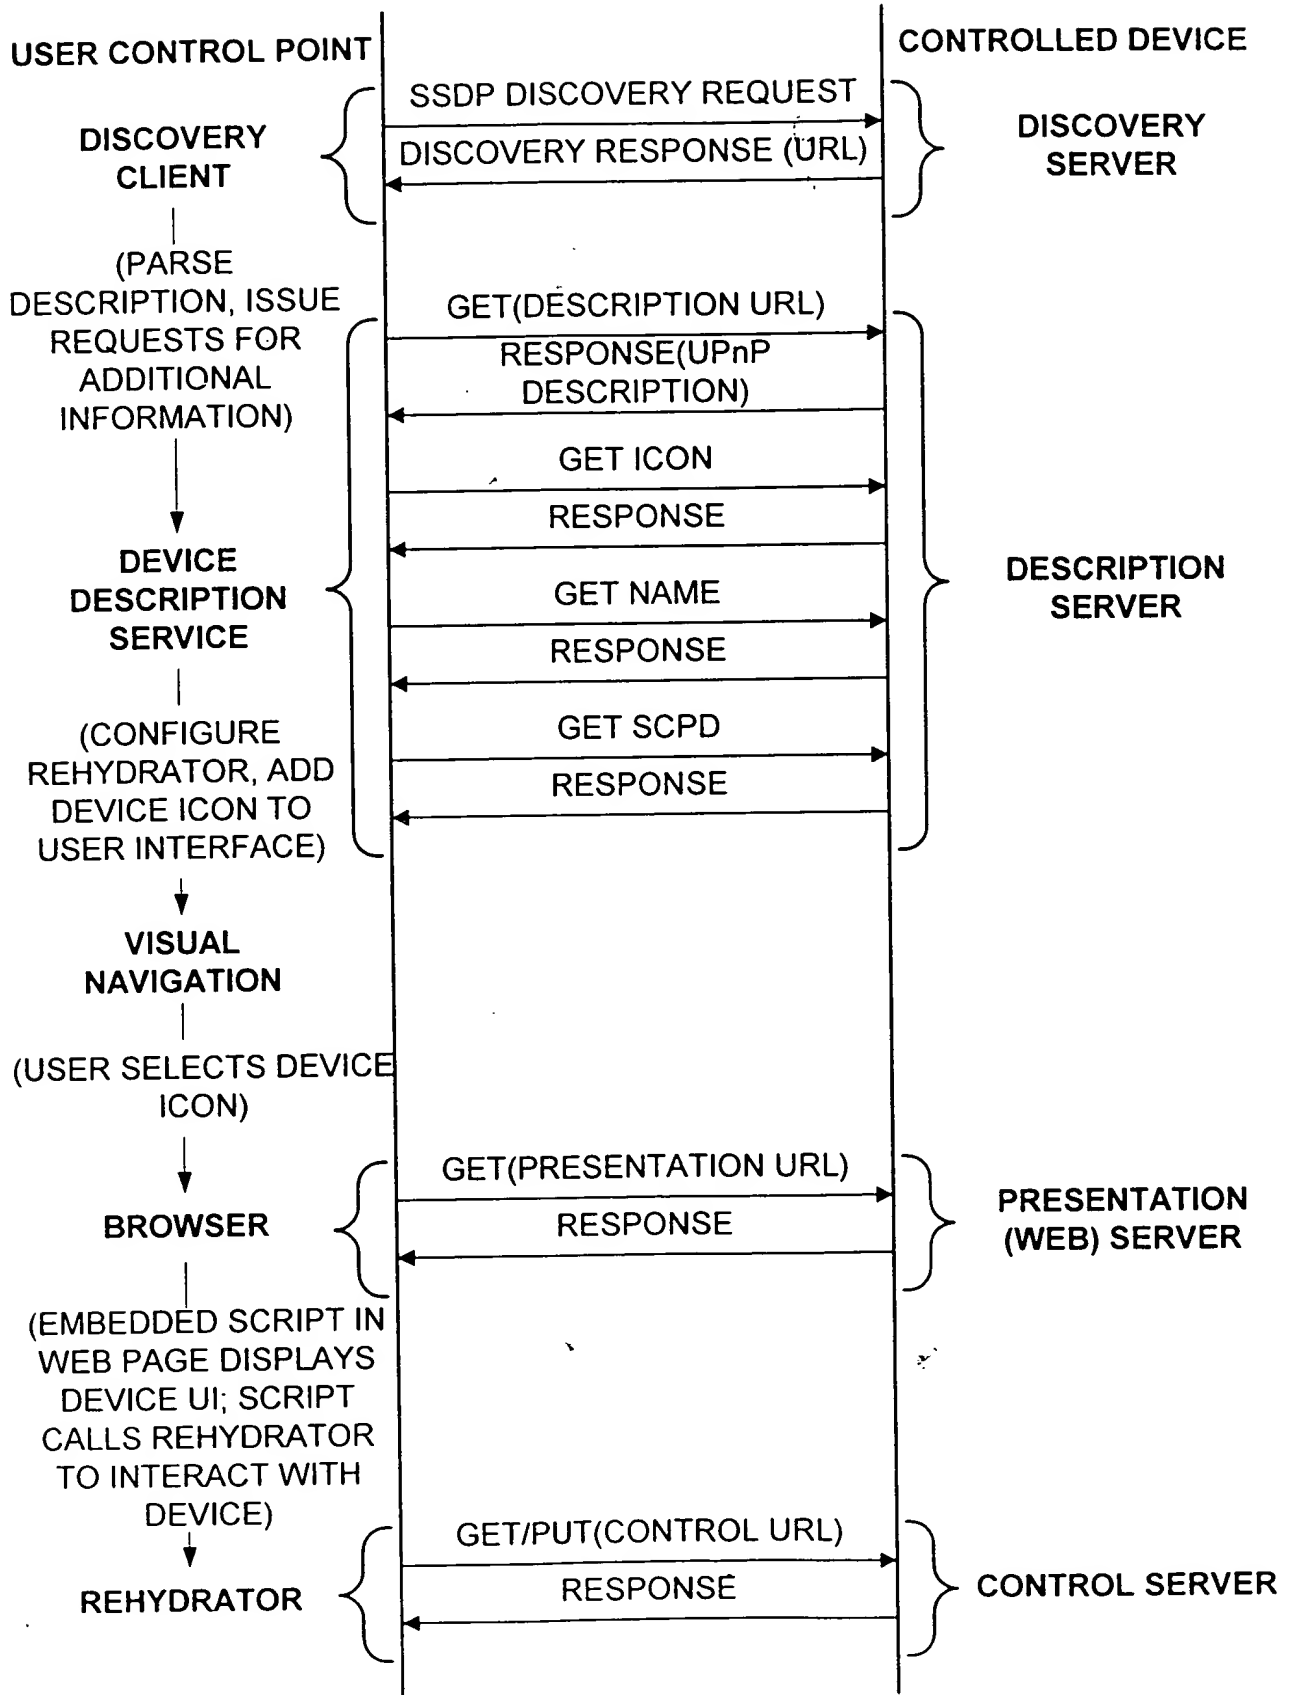 USER CONTROL POINT
CONTROLLED DEVICE
SSDP DISCOVERY REQUEST
DISCOVERY RESPONSE (URL)
DISCOVERY
CLIENT
DISCOVERY
SERVER
(PARSE
DESCRIPTION, ISSUE
REQUESTS FOR
ADDITIONAL
INFORMATION)
GET(DESCRIPTION URL)
RESPONSE(UPnP
DESCRIPTION)
GET ICON
RESPONSE
DEVICE
DESCRIPTION
SERVICE
GET NAME
RESPONSE
DESCRIPTION
SERVER
GET SCPD
RESPONSE
(CONFIGURE
REHYDRATOR, ADD
DEVICE ICON TO
USER INTERFACE)
VISUAL
NAVIGATION
(USER SELECTS DEVICE
ICON)
GET(PRESENTATION URL)
RESPONSE
BROWSER
PRESENTATION
(WEB) SERVER
(EMBEDDED SCRIPT IN
WEB PAGE DISPLAYS
DEVICE UI; SCRIPT
CALLS REHYDRATOR
TO INTERACT WITH
DEVICE)
GET/PUT(CONTROL URL)
RESPONSE
REHYDRATOR
CONTROL SERVER